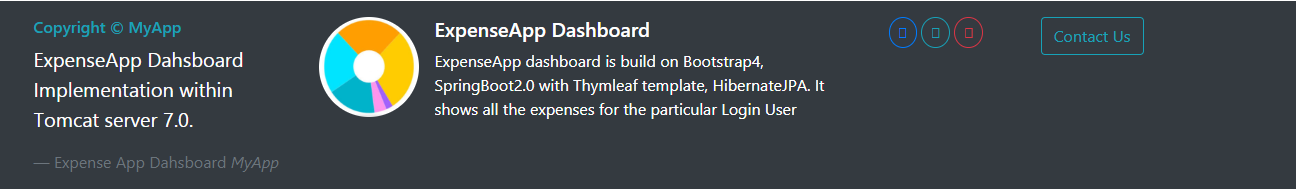 Copyright © MyApp
ExpenseApp Dahsboard
Implementation within
Tomcat server 7.0.
— Expense App Dahsboard MyApp
ExpenseApp Dashboard
ExpenseApp dashboard is build on Bootstrap4,
SpringBoot2.0 with Thymleaf template, HibernateJPA. It
shows all the expenses for the particular Login User
Contact Us